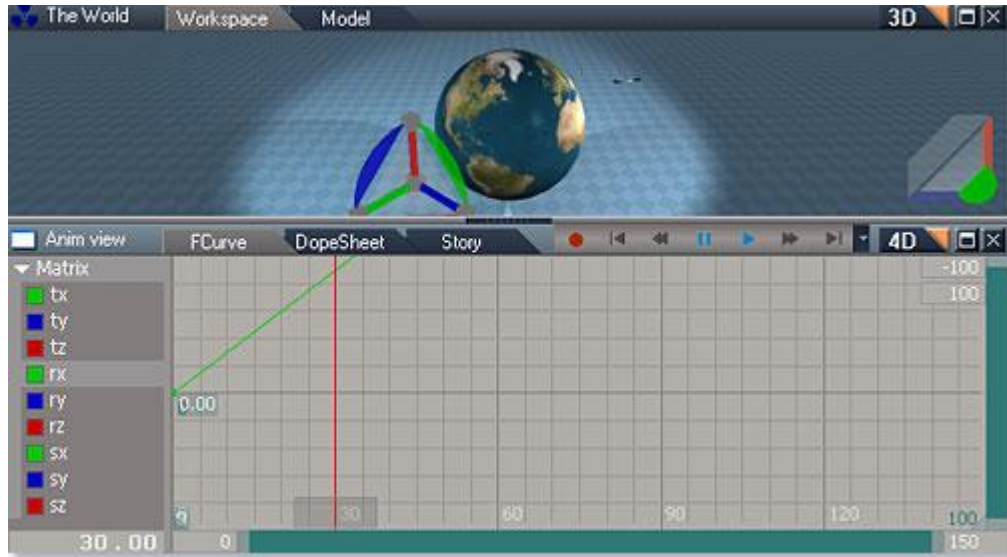 The World Workspace Model 3D
Anim view FCurve DopeSheet Story 4D
Matrix -100
tx 100
ty
tz
rx
ry 0.00
rz
sx
sy
sz 0 30 60 90 120 100
30.00 0 150